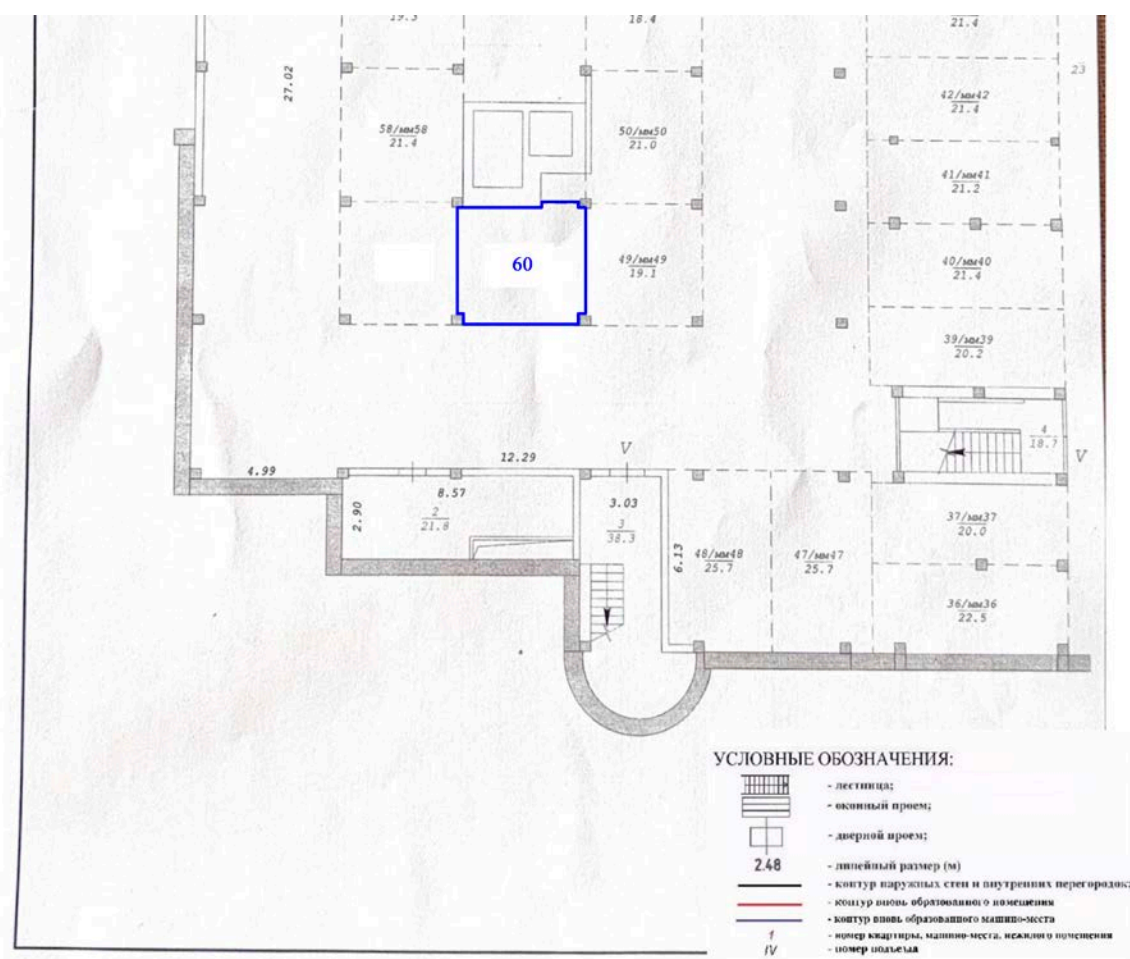 19.3
18.4
21.4
27.02
23
42/мм42
21.4
58/мм58
21.4
50/мм50
21.0
41/мм41
21.2
60
49/мм49
19.1
40/мм40
21.4
39/мм39
20.2
4
18.7
V
V
12.29
4.99
8.57
2.90
2
21.8
3.03
3
38.3
6.13
48/мм48
25.7
47/мм47
25.7
37/мм37
20.0
36/мм36
22.5
УСЛОВНЫЕ ОБОЗНАЧЕНИЯ:
- лестница;
- оконный проем;
- дверной проем;
2.48 - линейный размер (м)
- контур наружных стен и внутренних перегородок;
- контур вновь образованного помещения
- контур вновь образованного машино-места
1 - номер квартиры, машино-места, нежилого помещения
IV - номер подъезда